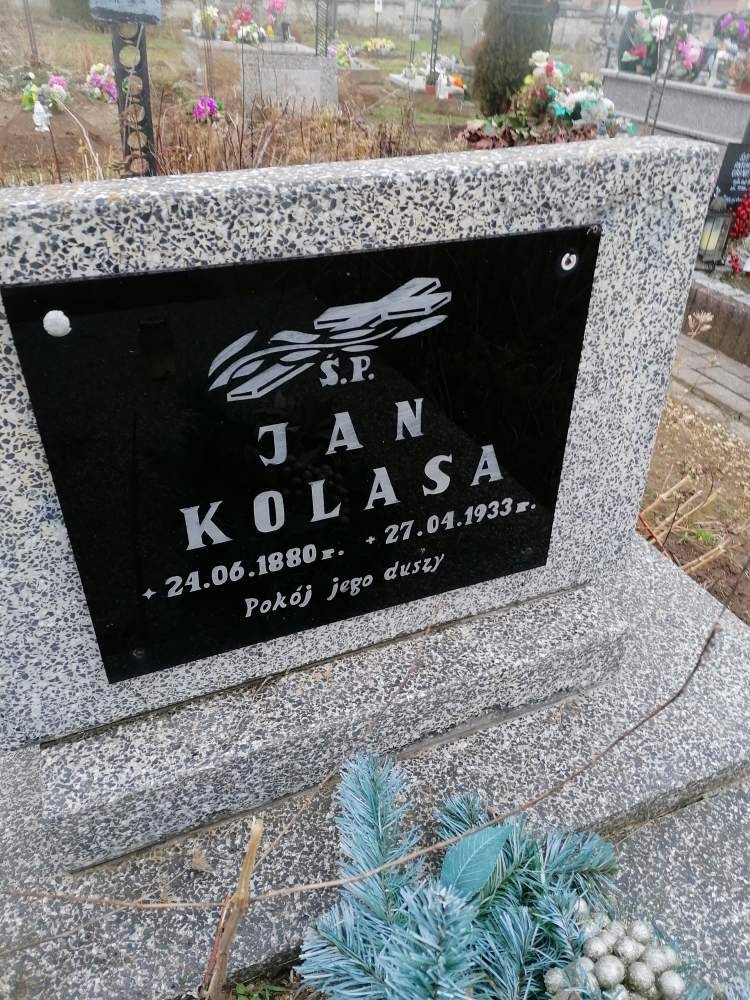 Ś.P.
JAN
KOLASA
24.06.1880 r. + 27.04.1933 r.
Pokój jego duszy